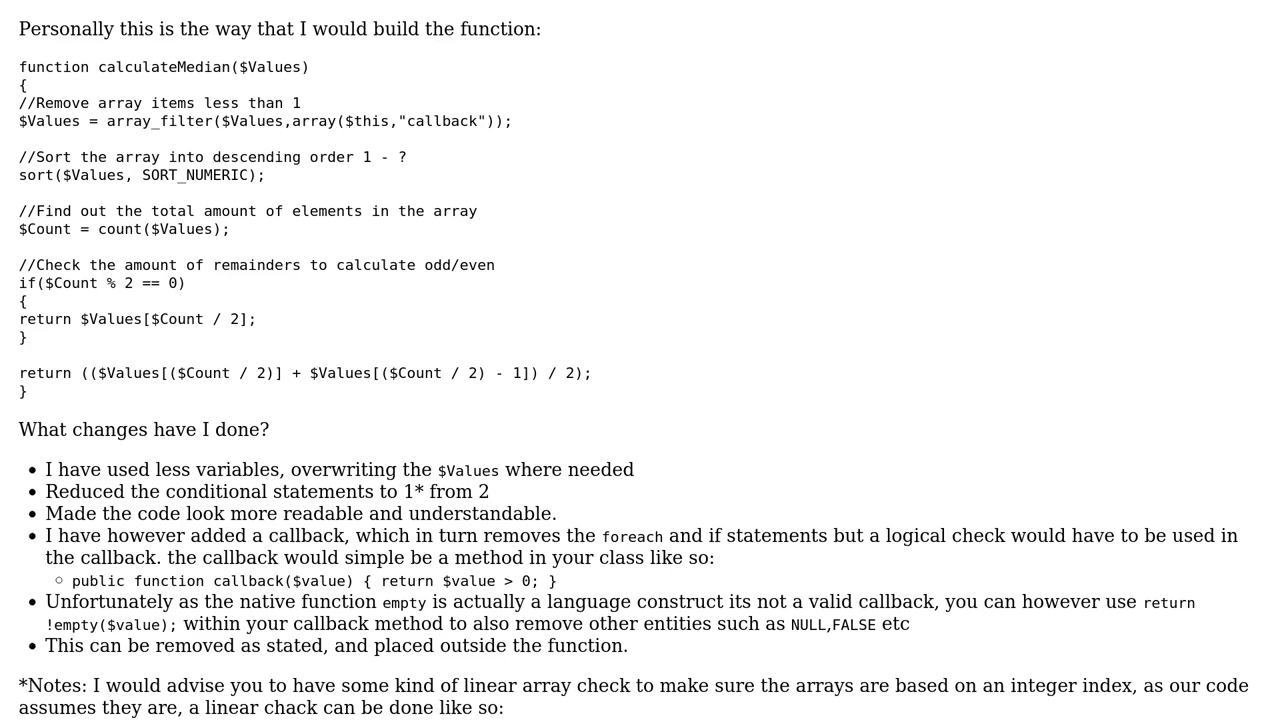 Personally this is the way that I would build the function:
function calculateMedian($Values)
{
//Remove array items less than 1
$Values = array_filter($Values,array($this,"callback"));
//Sort the array into descending order 1 - ?
sort($Values, SORT_NUMERIC);
//Find out the total amount of elements in the array
$Count = count($Values);
//Check the amount of remainders to calculate odd/even
if($Count % 2 == 0)
{
return $Values[$Count / 2];
}
return (($Values[($Count / 2)] + $Values[($Count / 2) - 1]) / 2);
}
What changes have I done?
• I have used less variables, overwriting the $Values where needed
• Reduced the conditional statements to 1* from 2
• Made the code look more readable and understandable.
• I have however added a callback, which in turn removes the foreach and if statements but a logical check would have to be used in
the callback. the callback would simple be a method in your class like so:
◦ public function callback($value) { return $value > 0; }
• Unfortunately as the native function empty is actually a language construct its not a valid callback, you can however use return
!empty($value); within your callback method to also remove other entities such as NULL,FALSE etc
• This can be removed as stated, and placed outside the function.
*Notes: I would advise you to have some kind of linear array check to make sure the arrays are based on an integer index, as our code
assumes they are, a linear chack can be done like so: